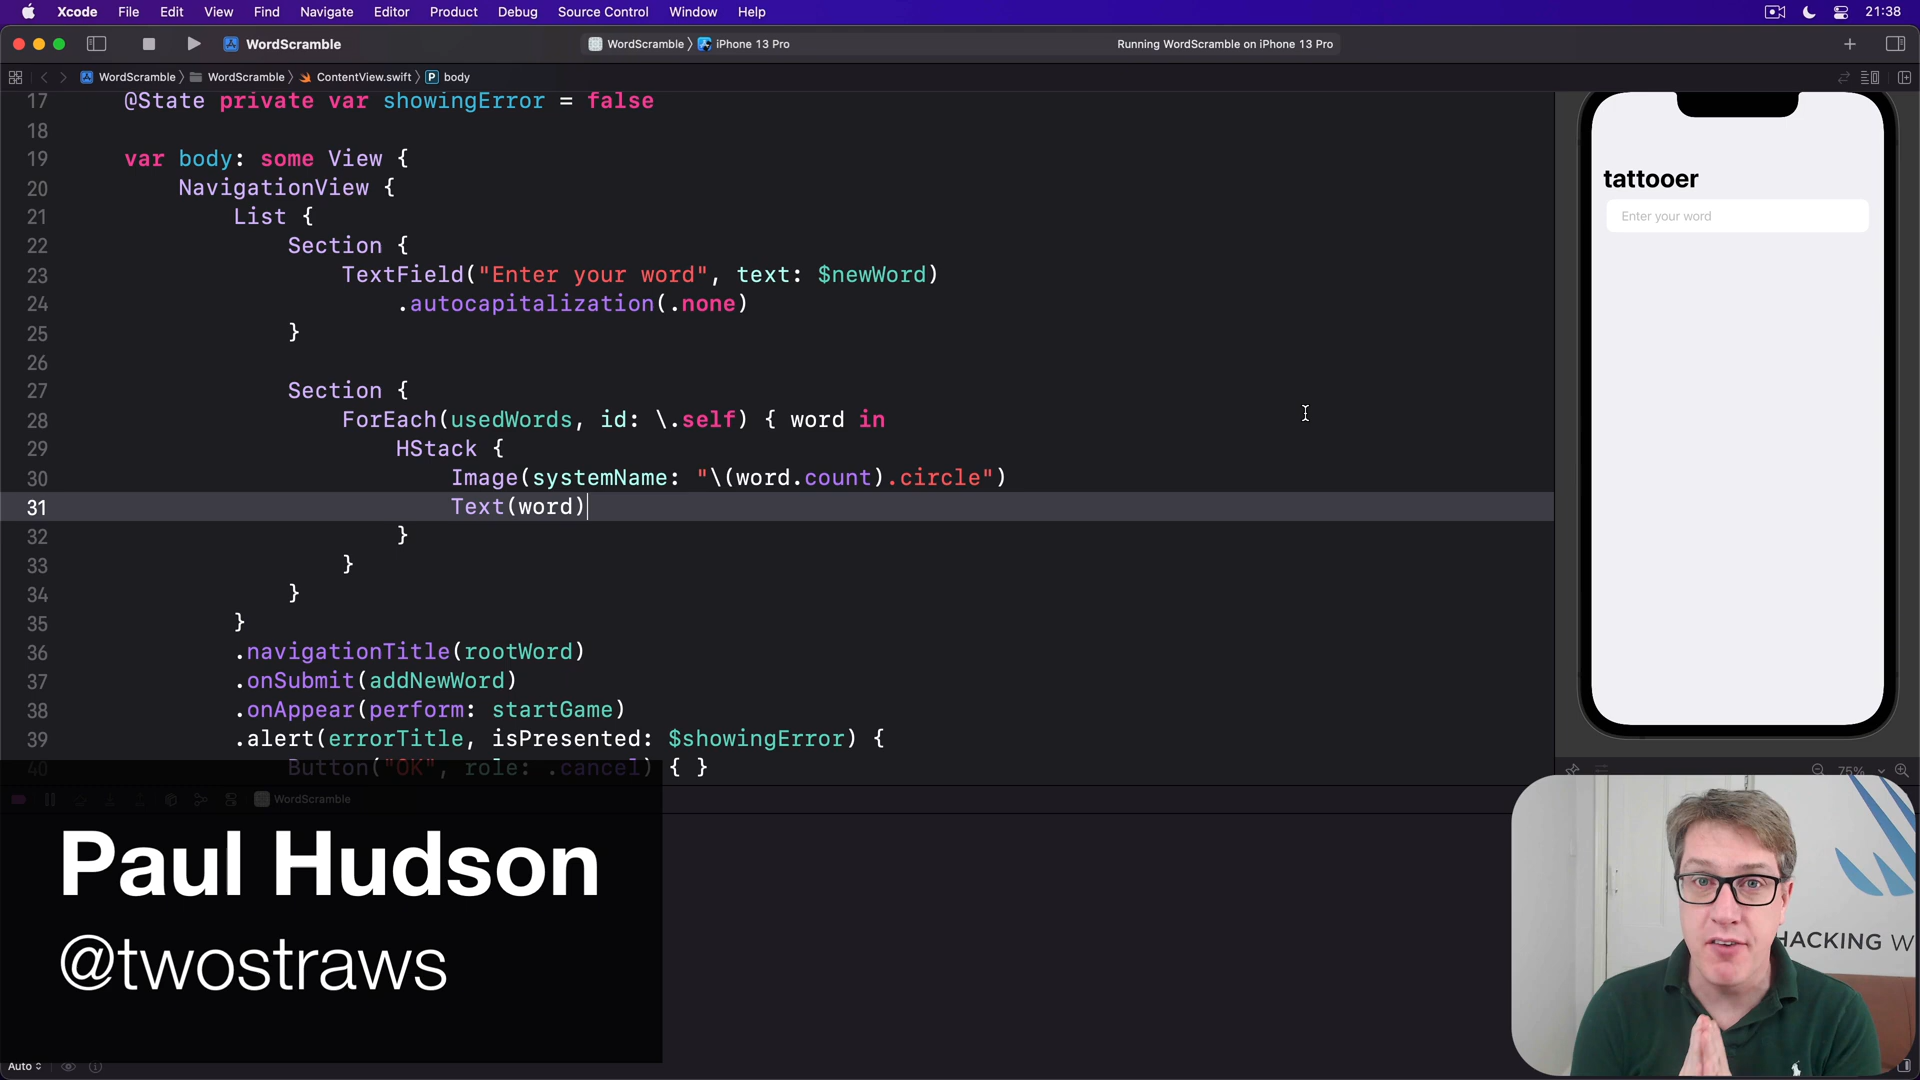 Xcode File Edit View Find Navigate Editor Product Debug Source Control Window Help 21:38
WordScramble WordScramble iPhone 13 Pro Running WordScramble on iPhone 13 Pro
WordScramble WordScramble ContentView.swift P body
17 @State private var showingError = false
18
19 var body: some View {
20 NavigationView {
21 List {
22 Section {
23 TextField("Enter your word", text: $newWord)
24 .autocapitalization(.none)
25 }
26
27 Section {
28 ForEach(usedWords, id: \.self) { word in
29 HStack {
30 Image(systemName: "\(word.count).circle")
31 Text(word)
32 }
33 }
34 }
35 }
36 .navigationTitle(rootWord)
37 .onSubmit(addNewWord)
38 .onAppear(perform: startGame)
39 .alert(errorTitle, isPresented: $showingError) {
40 Button("OK", role: .cancel) { }
tattooer
Enter your word
75%
WordScramble
Paul Hudson
@twostraws
HACKING W
Auto